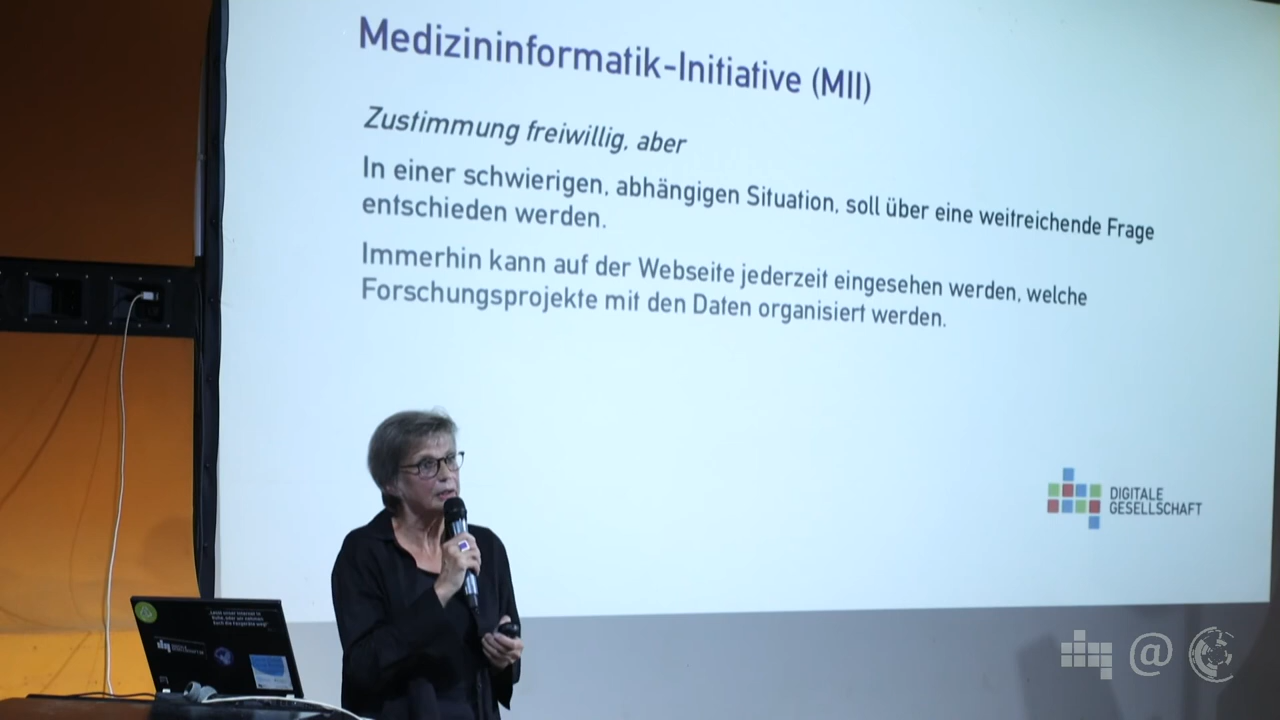 Medizininformatik-Initiative (MII)
Zustimmung freiwillig, aber
In einer schwierigen, abhängigen Situation, soll über eine weitreichende Frage
entschieden werden.
Immerhin kann auf der Webseite jederzeit eingesehen werden, welche
Forschungsprojekte mit den Daten organisiert werden.
DIGITALE
GESELLSCHAFT
@